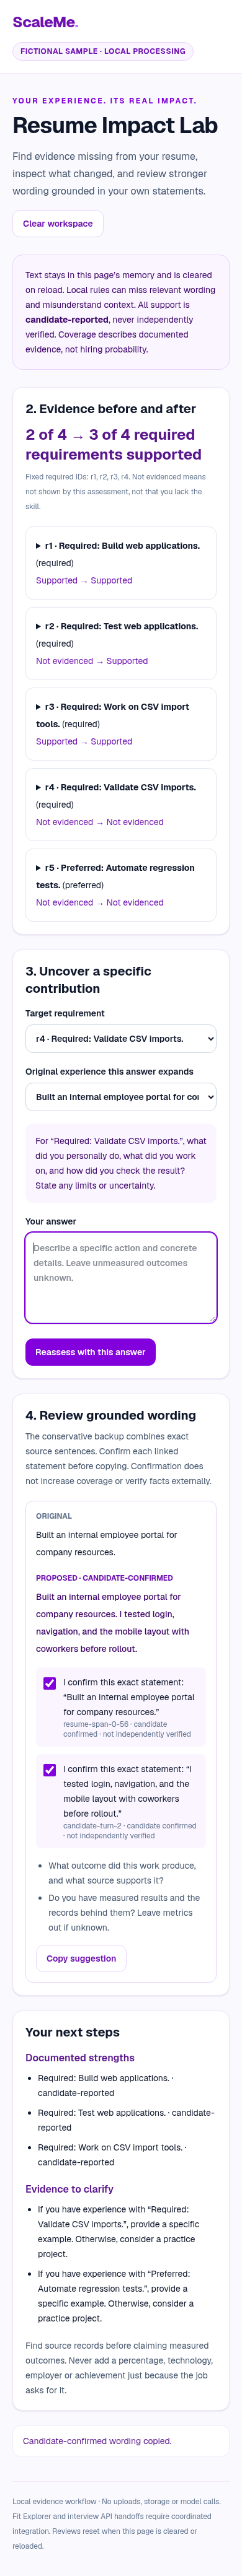 ScaleMe.
FICTIONAL SAMPLE · LOCAL PROCESSING
YOUR EXPERIENCE. ITS REAL IMPACT.
Resume Impact Lab
Find evidence missing from your resume,
inspect what changed, and review stronger
wording grounded in your own statements.
Clear workspace
Text stays in this page's memory and is cleared
on reload. Local rules can miss relevant wording
and misunderstand context. All support is
candidate-reported, never independently
verified. Coverage describes documented
evidence, not hiring probability.
2. Evidence before and after
2 of 4 → 3 of 4 required
requirements supported
Fixed required IDs: r1, r2, r3, r4. Not evidenced means
not shown by this assessment, not that you lack the
skill.
▶ r1 · Required: Build web applications.
(required)
Supported → Supported
▶ r2 · Required: Test web applications.
(required)
Not evidenced → Supported
▶ r3 · Required: Work on CSV import
tools. (required)
Supported → Supported
▶ r4 · Required: Validate CSV imports.
(required)
Not evidenced → Not evidenced
▶ r5 · Preferred: Automate regression
tests. (preferred)
Not evidenced → Not evidenced
3. Uncover a specific
contribution
Target requirement
r4 · Required: Validate CSV imports.
Original experience this answer expands
Built an internal employee portal for
For “Required: Validate CSV imports.”, what
did you personally do, what did you work
on, and how did you check the result?
State any limits or uncertainty.
Your answer
Describe a specific action and concrete
details. Leave unmeasured outcomes
unknown.
Reassess with this answer
4. Review grounded wording
The conservative backup combines exact
source sentences. Confirm each linked
statement before copying. Confirmation does
not increase coverage or verify facts externally.
ORIGINAL
Built an internal employee portal for
company resources.
PROPOSED · CANDIDATE-CONFIRMED
Built an internal employee portal for
company resources. I tested login,
navigation, and the mobile layout with
coworkers before rollout.
I confirm this exact statement:
“Built an internal employee portal
for company resources.”
resume-span-0-56 · candidate
confirmed · not independently verified
I confirm this exact statement: “I
tested login, navigation, and the
mobile layout with coworkers
before rollout.”
candidate-turn-2 · candidate confirmed
· not independently verified
• What outcome did this work produce,
and what source supports it?
• Do you have measured results and the
records behind them? Leave metrics
out if unknown.
Copy suggestion
Your next steps
Documented strengths
• Required: Build web applications. ·
candidate-reported
• Required: Test web applications. · candidate-
reported
• Required: Work on CSV import tools. ·
candidate-reported
Evidence to clarify
• If you have experience with “Required:
Validate CSV imports.”, provide a specific
example. Otherwise, consider a practice
project.
• If you have experience with “Preferred:
Automate regression tests.”, provide a
specific example. Otherwise, consider a
practice project.
Find source records before claiming measured
outcomes. Never add a percentage, technology,
employer or achievement just because the job
asks for it.
Candidate-confirmed wording copied.
Local evidence workflow · No uploads, storage or model calls.
Fit Explorer and interview API handoffs require coordinated
integration. Reviews reset when this page is cleared or
reloaded.